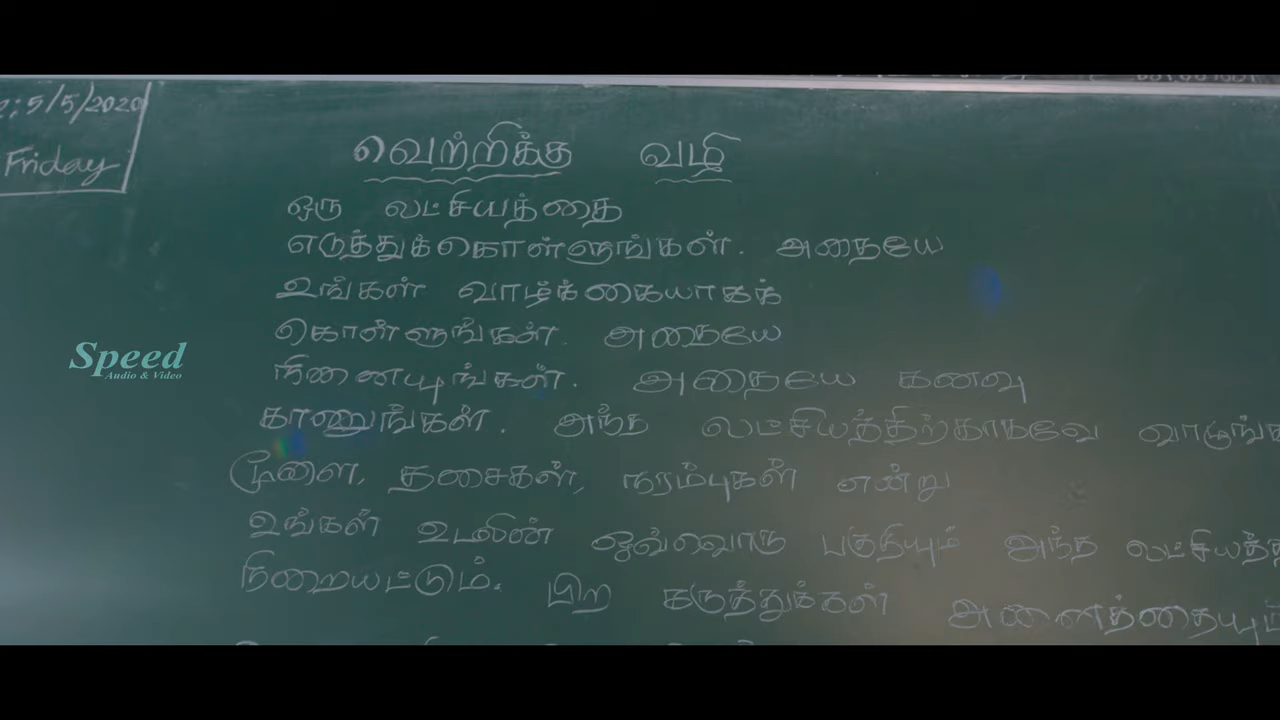 5/5/2020
Friday
வெற்றிக்கு வழி
ஒரு லட்சியத்தை
எடுத்துக்கொள்ளுங்கள். அதையே
உங்கள் வாழ்க்கையாகக்
கொள்ளுங்கள். அதையே
நினையுங்கள். அதையே கனவு
காணுங்கள். அந்த லட்சியத்திற்காகவே
மூளை, தசைகள், நரம்புகள் என்று
உங்கள் உடலின் ஒவ்வொரு பகுதியும் அந்த
நிறையட்டும். பிற கருத்துக்கள் அனைத்தையும்
Speed
Audio & Video